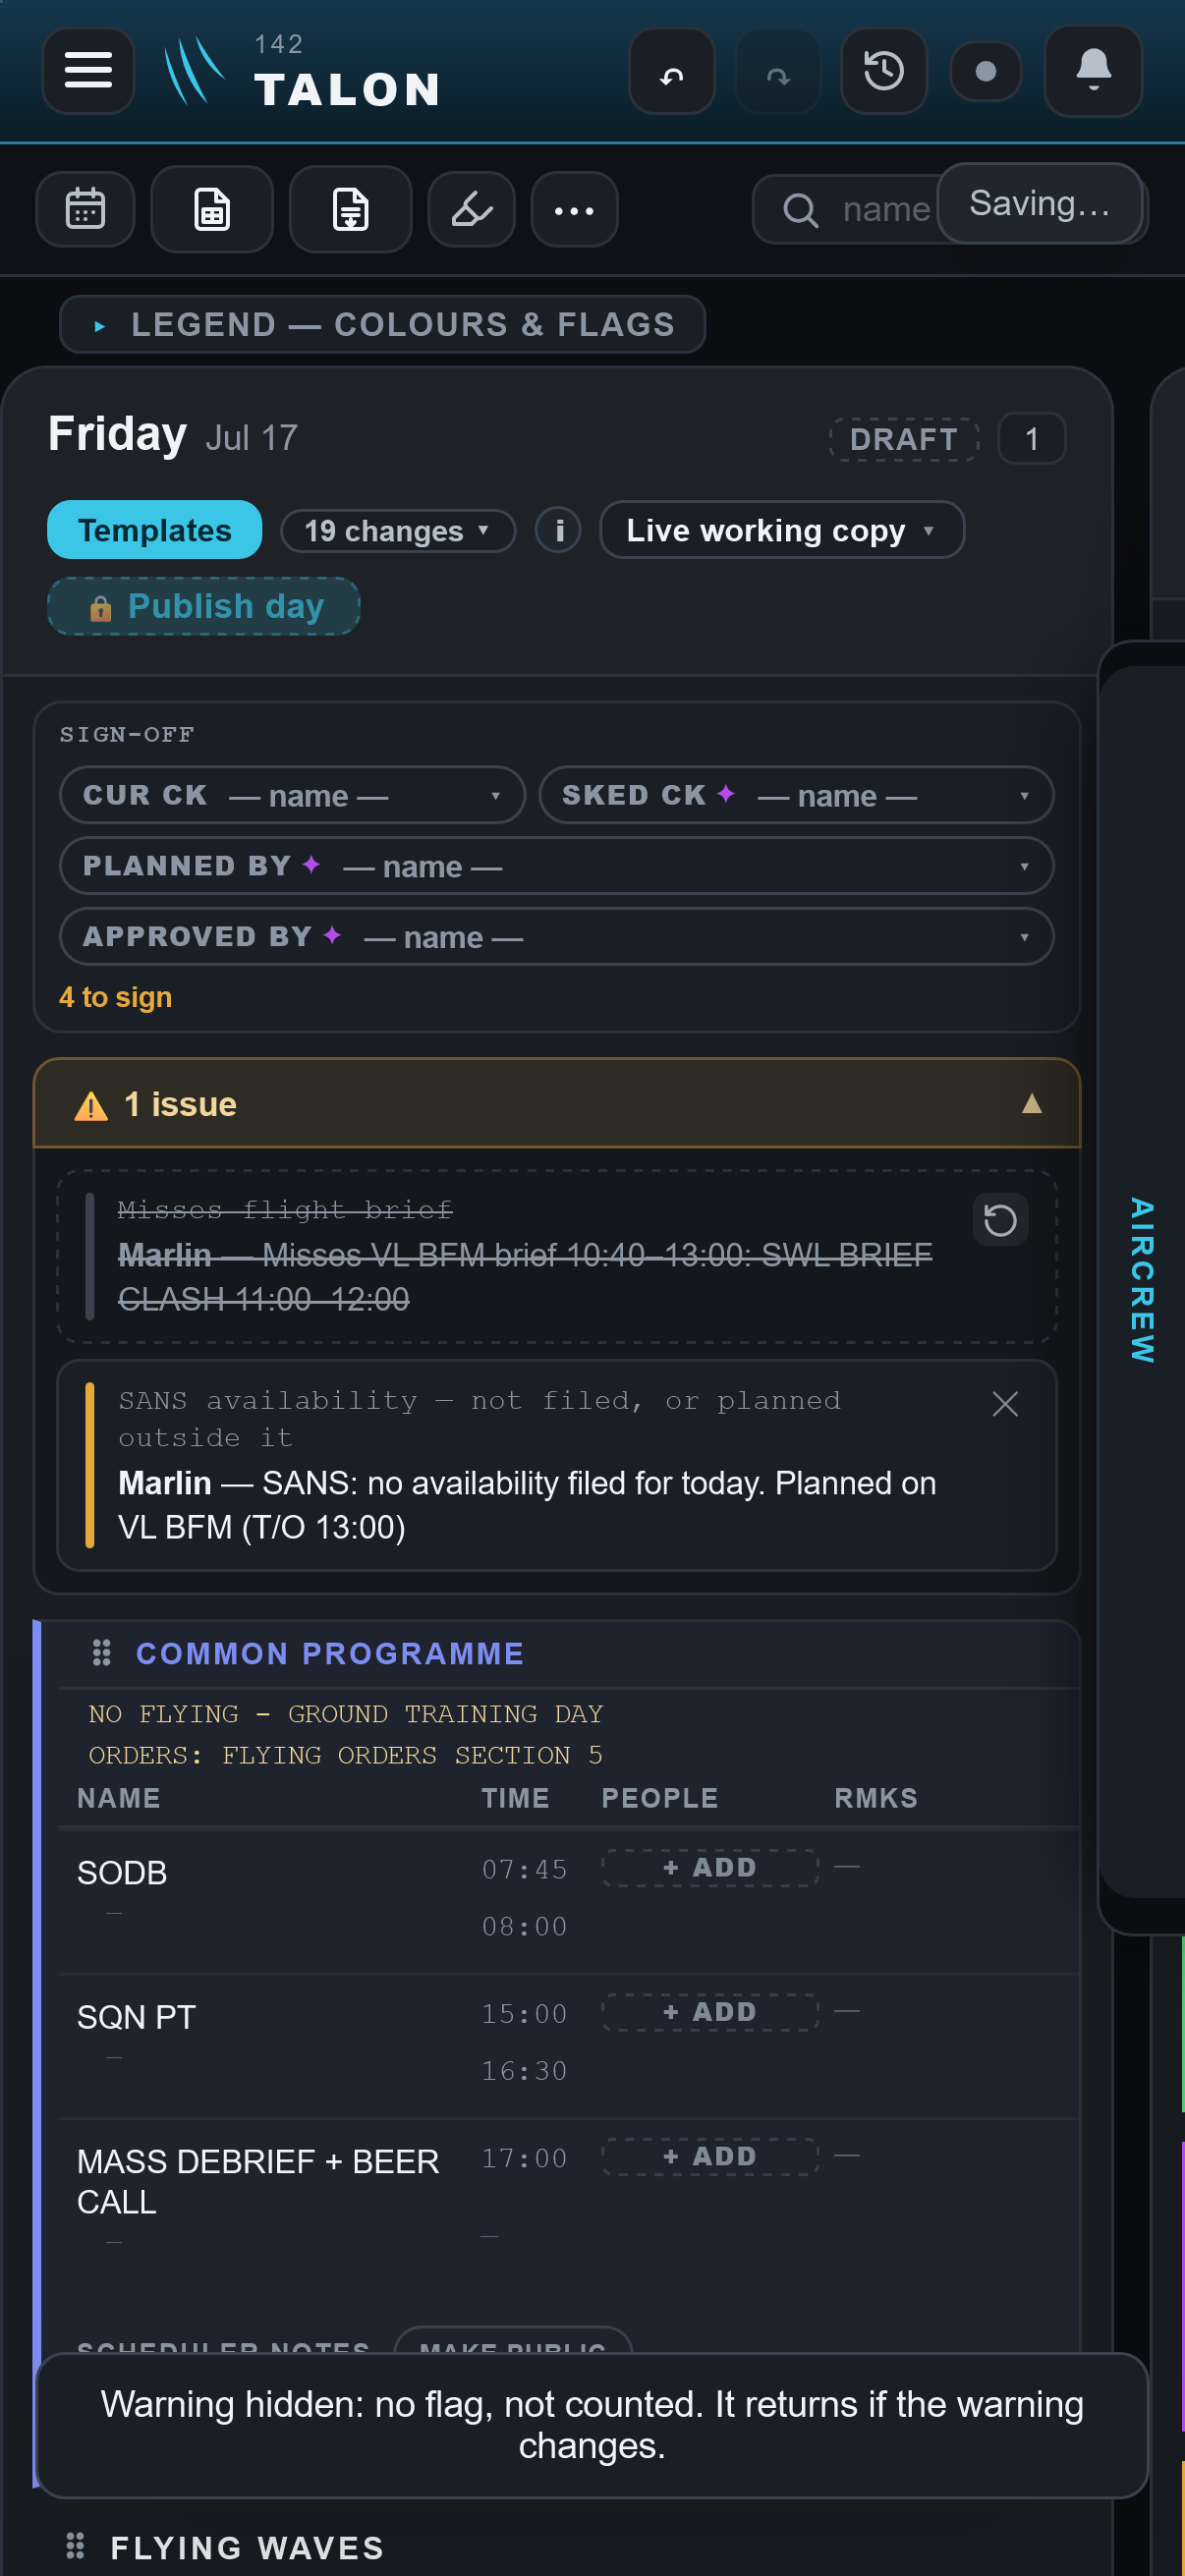 142
TALON
name
Saving...
LEGEND — COLOURS & FLAGS
Friday Jul 17
DRAFT 1
Templates 19 changes i Live working copy
Publish day
SIGN-OFF
CUR CK — name — SKED CK — name —
PLANNED BY — name —
APPROVED BY — name —
4 to sign
1 issue
Misses flight brief
Marlin — Misses VL BFM brief 10:40–13:00: SWL BRIEF
CLASH 11:00–12:00
SANS availability — not filed, or planned
outside it
Marlin — SANS: no availability filed for today. Planned on
VL BFM (T/O 13:00)
AIRCREW
COMMON PROGRAMME
NO FLYING - GROUND TRAINING DAY
ORDERS: FLYING ORDERS SECTION 5
NAME TIME PEOPLE RMKS
SODB 07:45 + ADD —
— 08:00
SQN PT 15:00 + ADD —
— 16:30
MASS DEBRIEF + BEER 17:00 + ADD —
CALL
— —
SCHEDULER NOTES MAKE PUBLIC
Warning hidden: no flag, not counted. It returns if the warning
changes.
FLYING WAVES